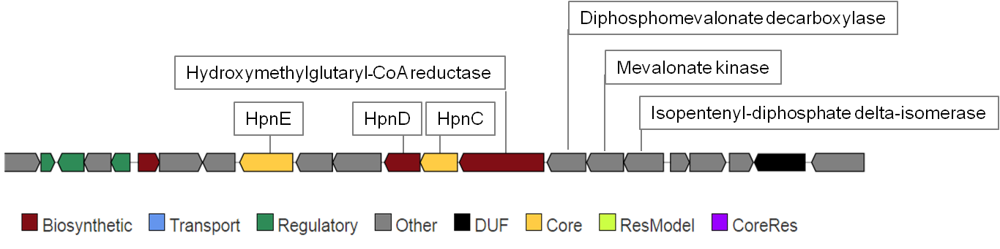 Diphosphomevalonate decarboxylase
Hydroxymethylglutaryl-CoA reductase
Mevalonate kinase
HpnE
HpnD
HpnC
Isopentenyl-diphosphate delta-isomerase
Biosynthetic
Transport
Regulatory
Other
DUF
Core
ResModel
CoreRes